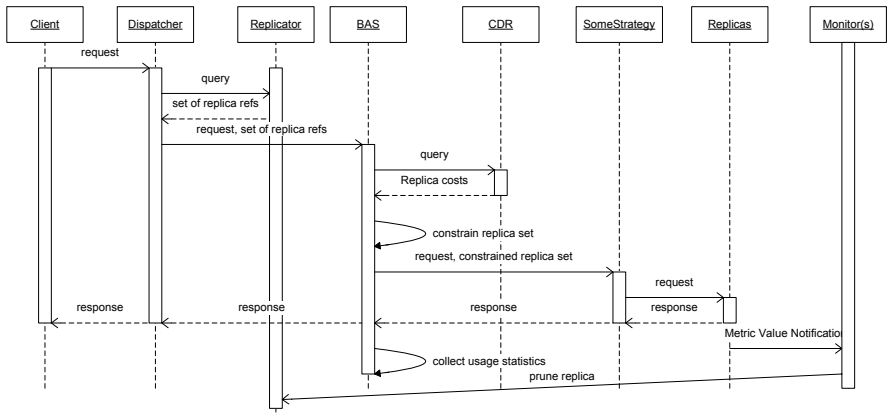 Client Dispatcher Replicator BAS CDR SomeStrategy Replicas Monitor(s)
request
query
set of replica refs
request, set of replica refs
query
Replica costs
constrain replica set
request, constrained replica set
request
response response response response
Metric Value Notification
collect usage statistics
prune replica